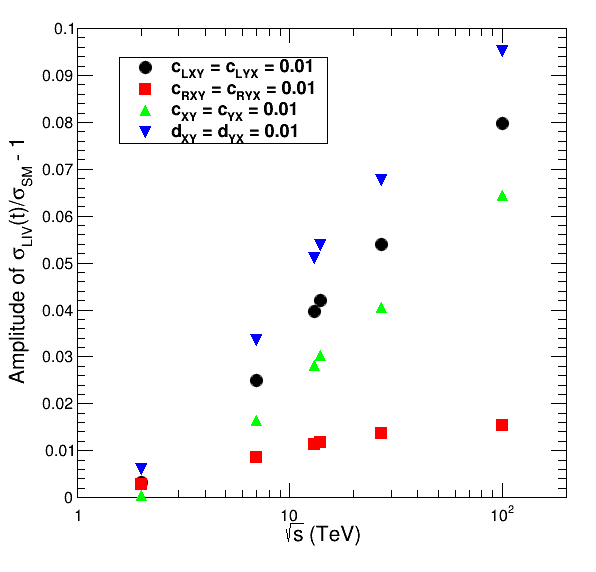 Amplitude of σ_LIV(t)/σ_SM - 1
0.1
0.09
0.08
0.07
0.06
0.05
0.04
0.03
0.02
0.01
0
c_LXY = c_LYX = 0.01
c_RXY = c_RYX = 0.01
c_XY = c_YX = 0.01
d_XY = d_YX = 0.01
1 10 10²
√s (TeV)